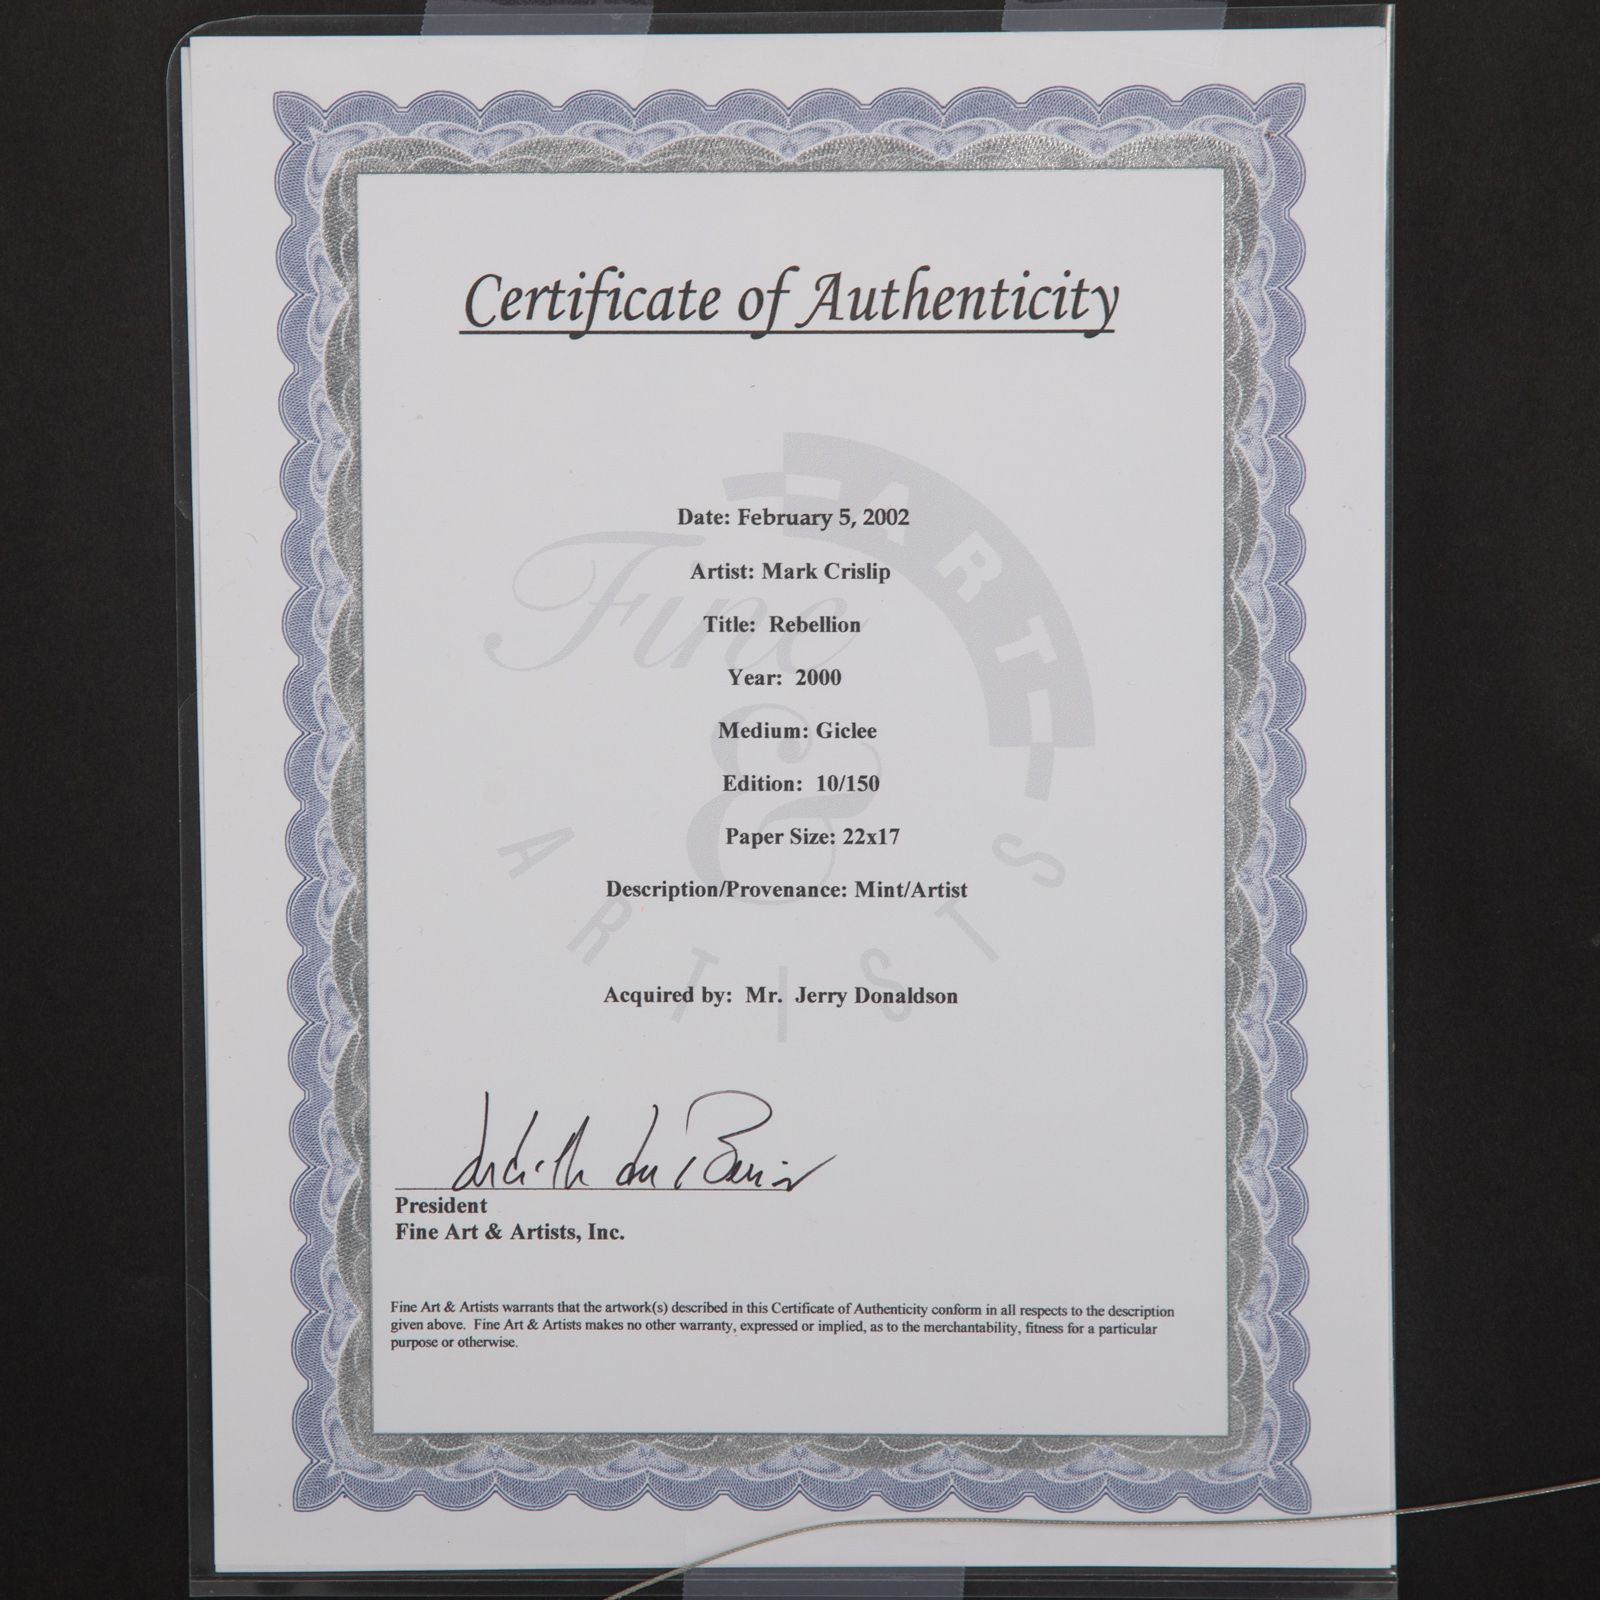 Certificate of Authenticity
Date: February 5, 2002
Artist: Mark Crislip
Title: Rebellion
Year: 2000
Medium: Giclee
Edition: 10/150
Paper Size: 22x17
Description/Provenance: Mint/Artist
Acquired by: Mr. Jerry Donaldson
Fine ART & ARTISTS
President
Fine Art & Artists, Inc.
Fine Art & Artists warrants that the artwork(s) described in this Certificate of Authenticity conform in all respects to the description
given above. Fine Art & Artists makes no other warranty, expressed or implied, as to the merchantability, fitness for a particular
purpose or otherwise.